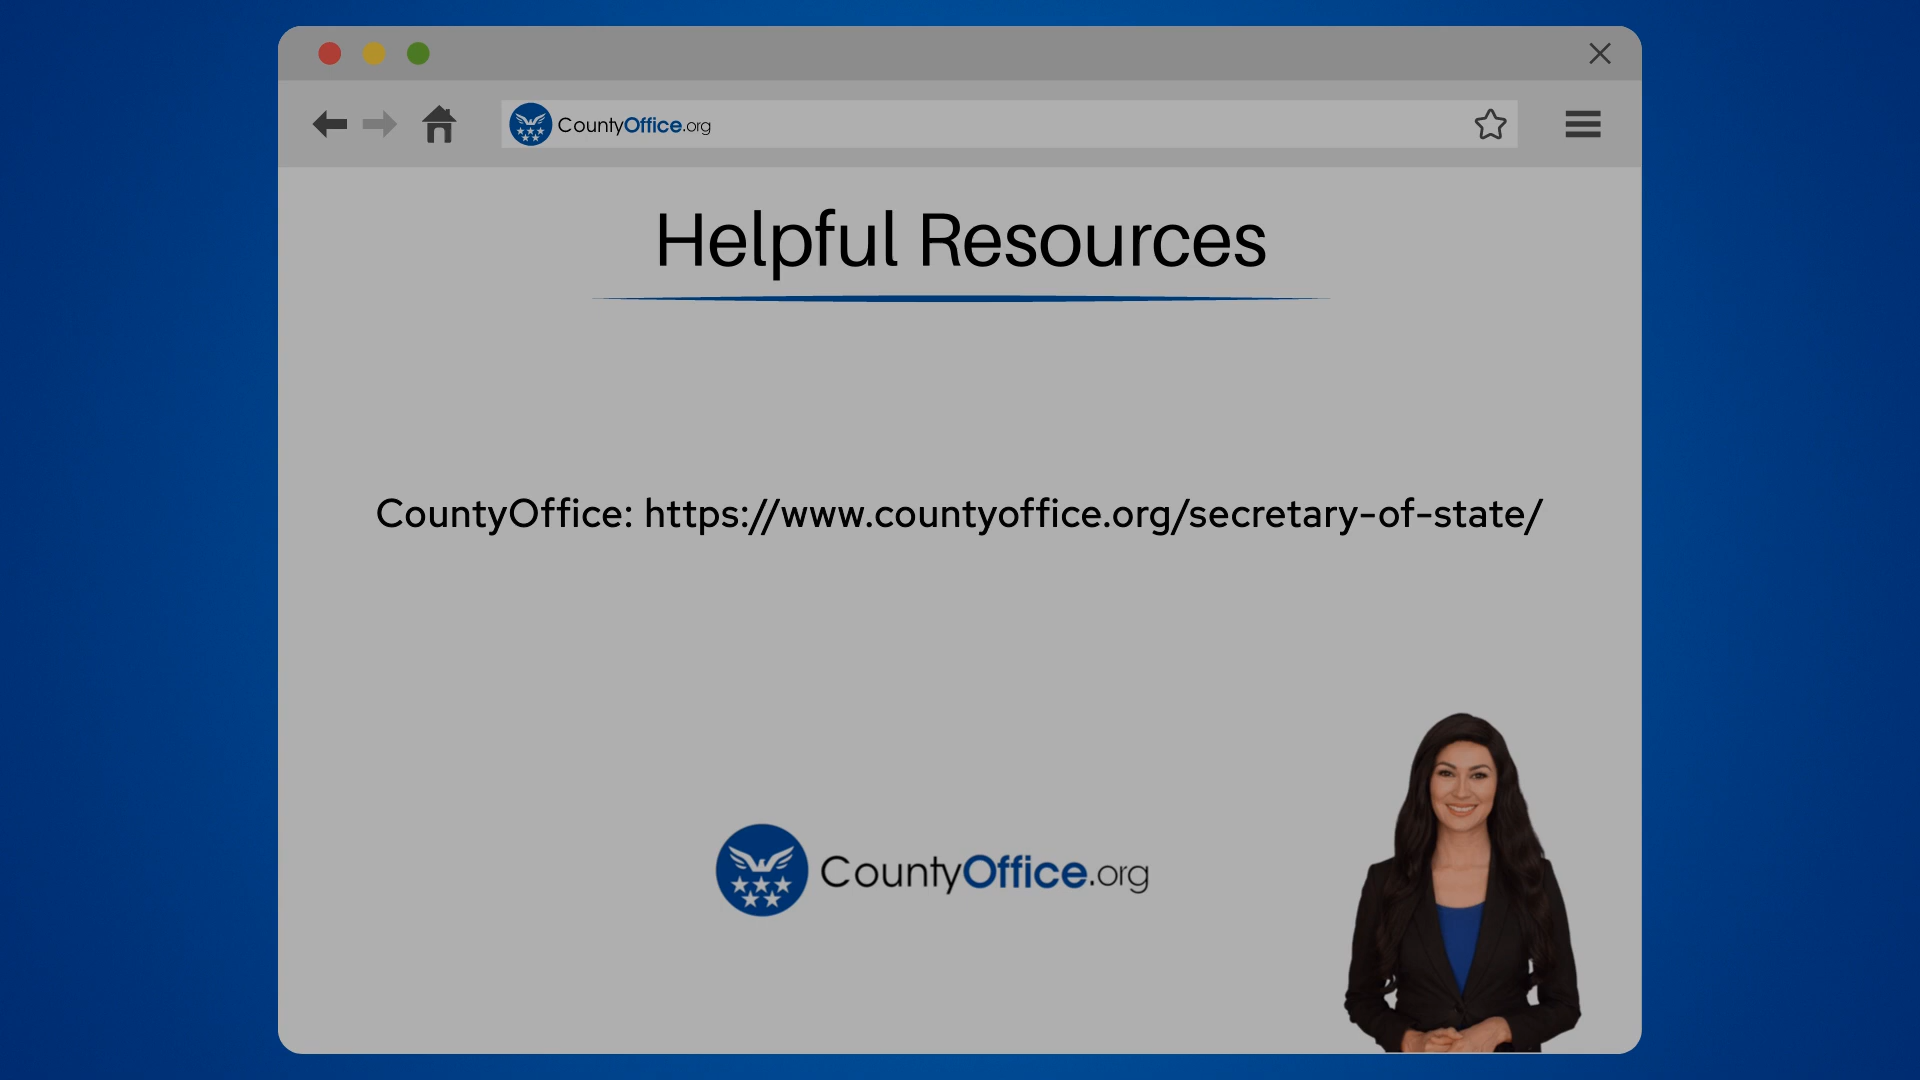 CountyOffice.org
Helpful Resources
CountyOffice: https://www.countyoffice.org/secretary-of-state/
CountyOffice.org